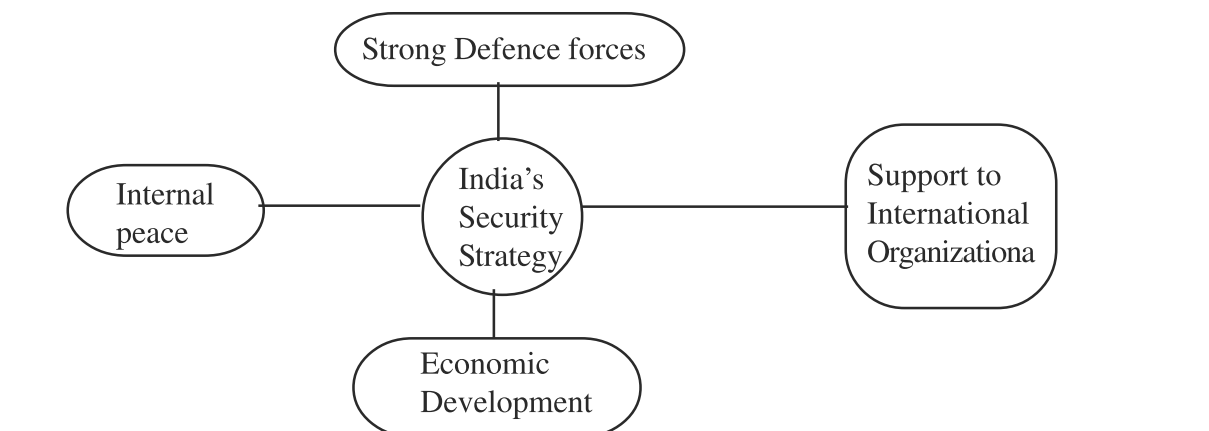 Strong Defence forces
Internal
peace
India’s
Security
Strategy
Support to
International
Organizationa
Economic
Development